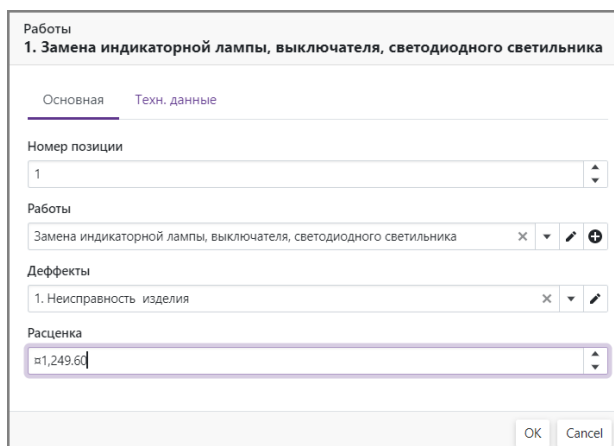 Работы
1. Замена индикаторной лампы, выключателя, светодиодного светильника
Основная Техн. данные
Номер позиции
1
Работы
Замена индикаторной лампы, выключателя, светодиодного светильника
Деффекты
1. Неисправность изделия
Расценка
¤1,249.60
OK Cancel